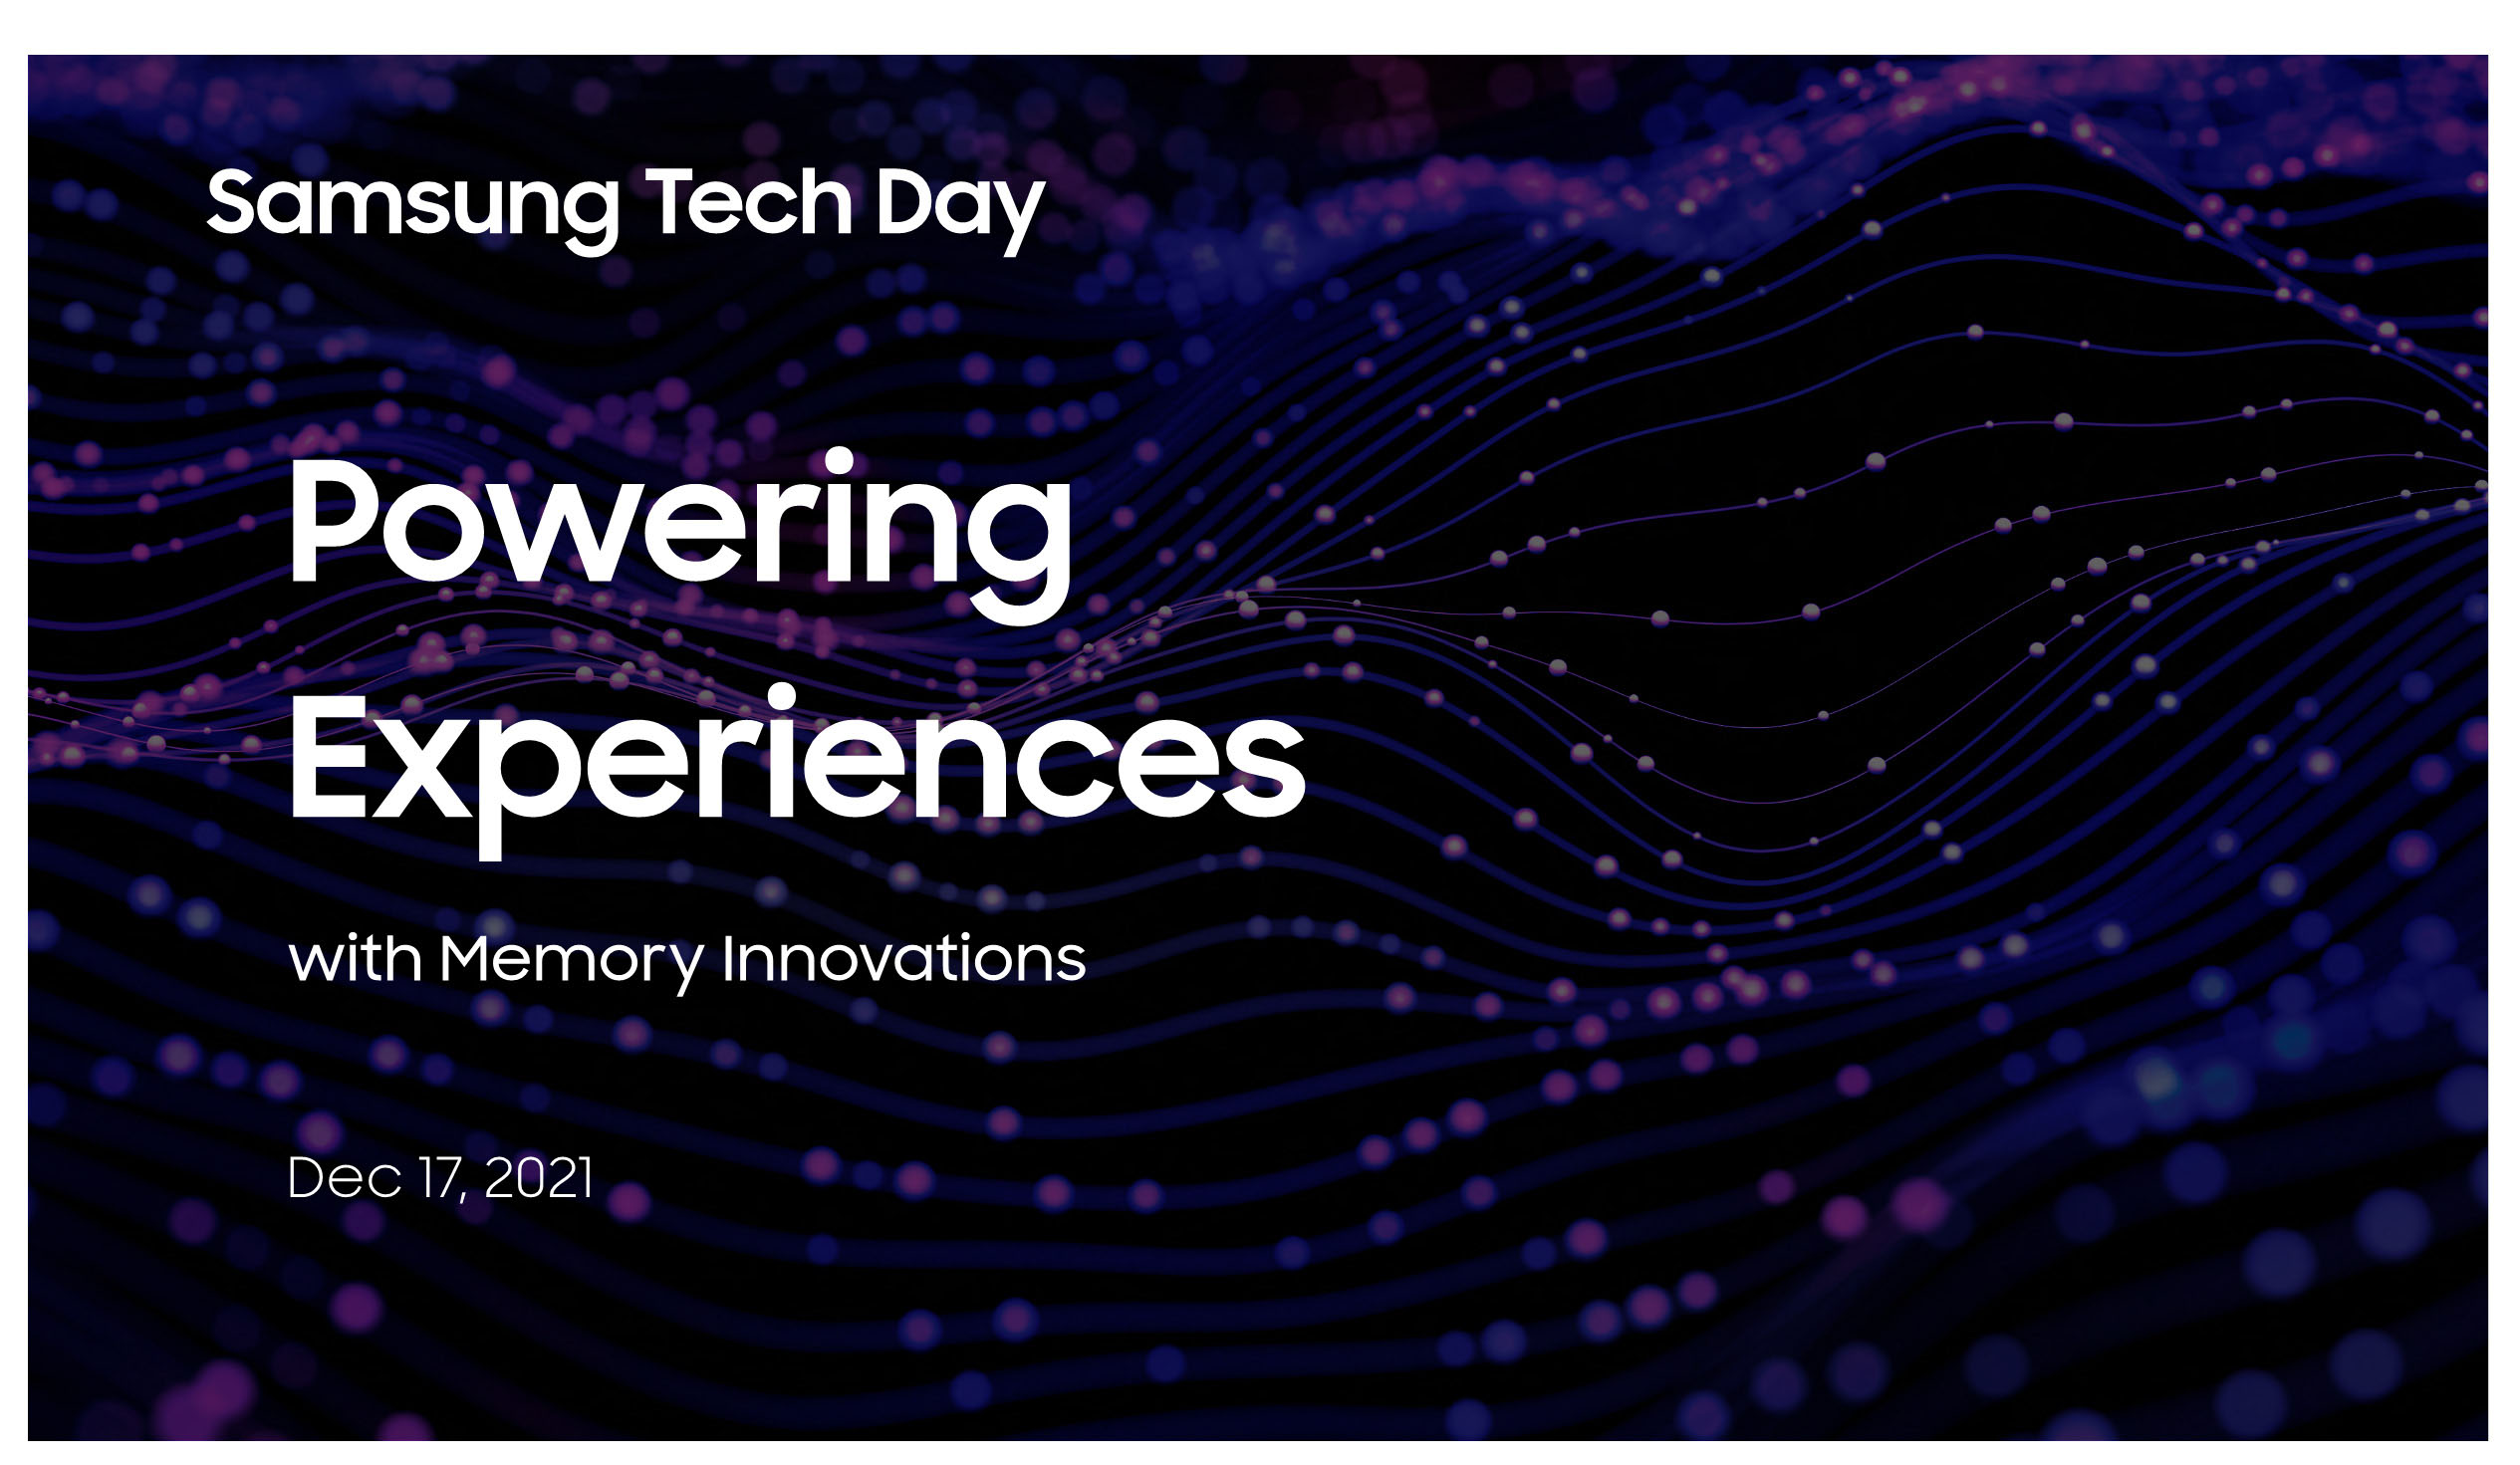 Samsung Tech Day
Powering
Experiences
with Memory Innovations
Dec 17, 2021